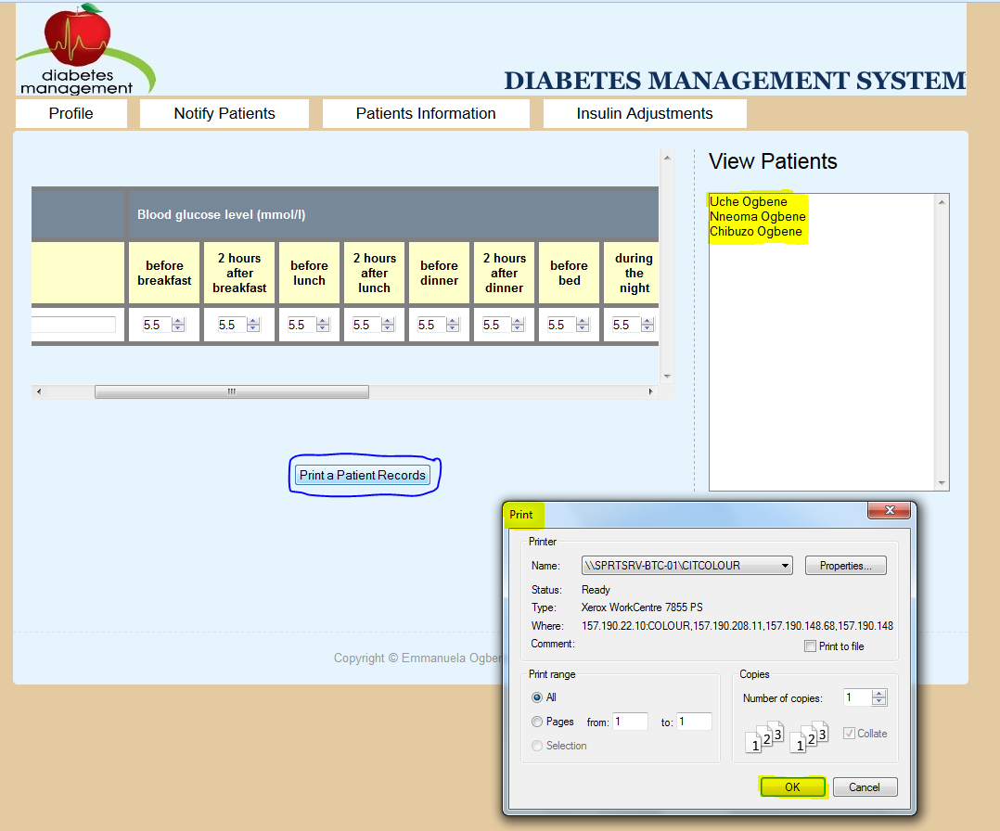 diabetes
management
DIABETES MANAGEMENT SYSTEM
Profile
Notify Patients
Patients Information
Insulin Adjustments
Blood glucose level (mmol/l)
before
breakfast
2 hours
after
breakfast
before
lunch
2 hours
after
lunch
before
dinner
2 hours
after
dinner
before
bed
during
the
night
5.5
5.5
5.5
5.5
5.5
5.5
5.5
5.5
Print a Patient Records
View Patients
Uche Ogbene
Nneoma Ogbene
Chibuzo Ogbene
Copyright © Emmanuela Ogben
Print
Printer
Name: \\SPRTSRV-BTC-01\CITCOLOUR Properties...
Status: Ready
Type: Xerox WorkCentre 7855 PS
Where: 157.190.22.10:COLOUR,157.190.208.11,157.190.148.68,157.190.148
Comment:
Print to file
Print range
All
Pages from: 1 to: 1
Selection
Copies
Number of copies: 1
1 2 3 1 2 3
Collate
OK
Cancel